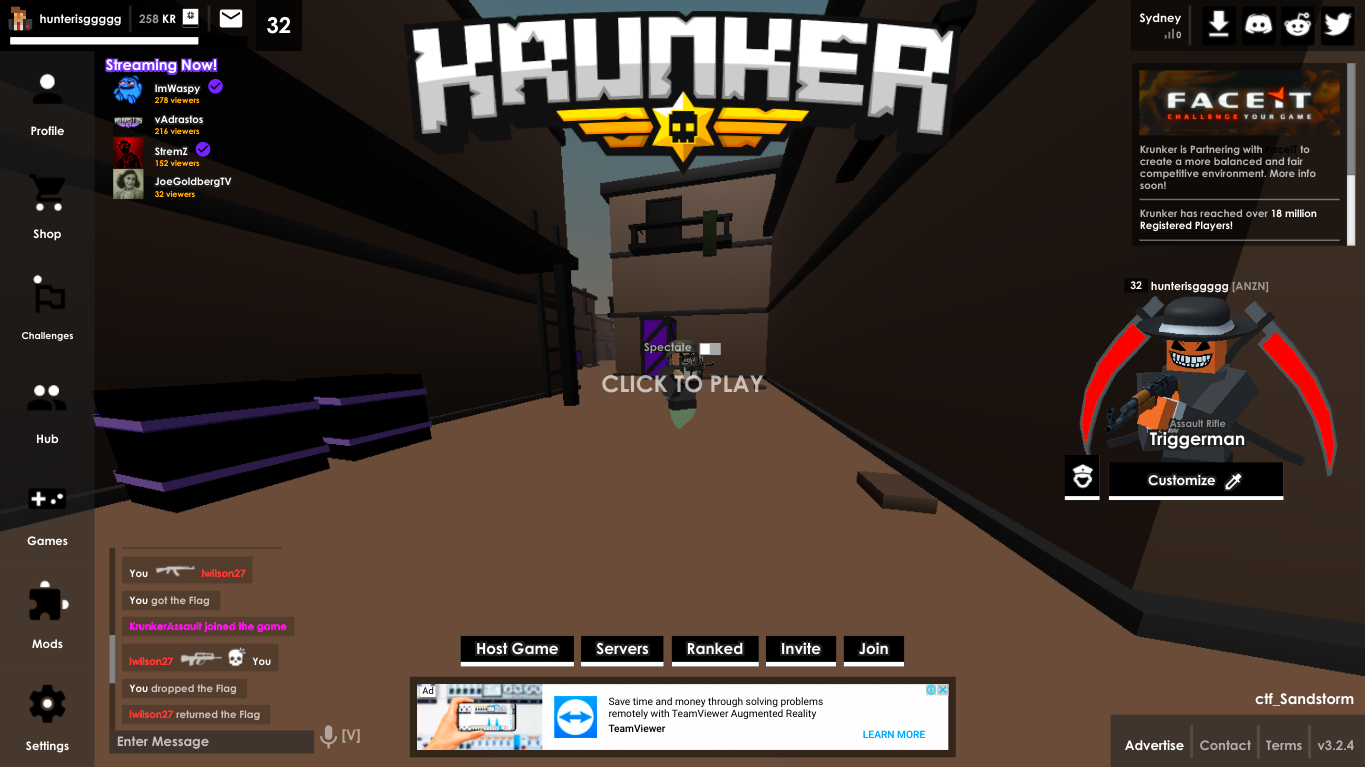 hunterisggggg
258 KR
32
KRUNKER
Sydney
0
Streaming Now!
ImWaspy
278 viewers
vAdrastos
216 viewers
StremZ
152 viewers
JoeGoldbergTV
32 viewers
Profile
Shop
Challenges
Hub
Games
Mods
Settings
FACEIT
CHALLENGE YOUR GAME
Krunker is Partnering with FaceIT to
create a more balanced and fair
competitive environment. More info
soon!
Krunker has reached over 18 million
Registered Players!
32 hunterisggggg [ANZN]
Assault Rifle
Triggerman
Customize
Spectate
CLICK TO PLAY
You lwilson27
You got the Flag
KrunkerAssault joined the game
lwilson27 You
You dropped the Flag
lwilson27 returned the Flag
Enter Message
[V]
Host Game
Servers
Ranked
Invite
Join
Ad
Save time and money through solving problems
remotely with TeamViewer Augmented Reality
TeamViewer
LEARN MORE
ctf_Sandstorm
Advertise
Contact
Terms
v3.2.4